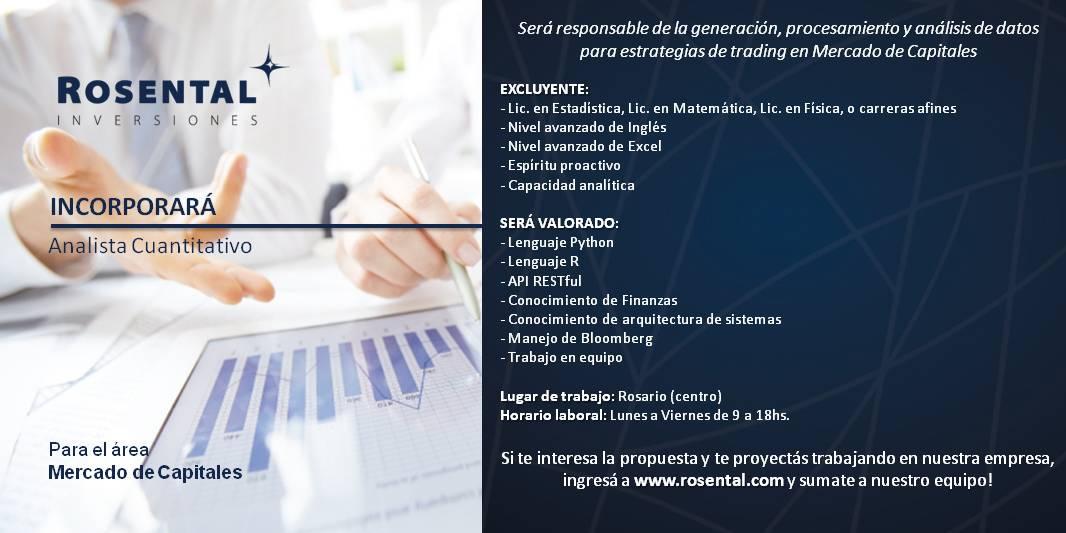 ROSENTAL
INVERSIONES
INCORPORARÁ
Analista Cuantitativo
Para el área
Mercado de Capitales
Será responsable de la generación, procesamiento y análisis de datos
para estrategias de trading en Mercado de Capitales
EXCLUYENTE:
- Lic. en Estadística, Lic. en Matemática, Lic. en Física, o carreras afines
- Nivel avanzado de Inglés
- Nivel avanzado de Excel
- Espíritu proactivo
- Capacidad analítica
SERÁ VALORADO:
- Lenguaje Python
- Lenguaje R
- API RESTful
- Conocimiento de Finanzas
- Conocimiento de arquitectura de sistemas
- Manejo de Bloomberg
- Trabajo en equipo
Lugar de trabajo: Rosario (centro)
Horario laboral: Lunes a Viernes de 9 a 18hs.
Si te interesa la propuesta y te proyectás trabajando en nuestra empresa,
ingresá a www.rosental.com y sumate a nuestro equipo!